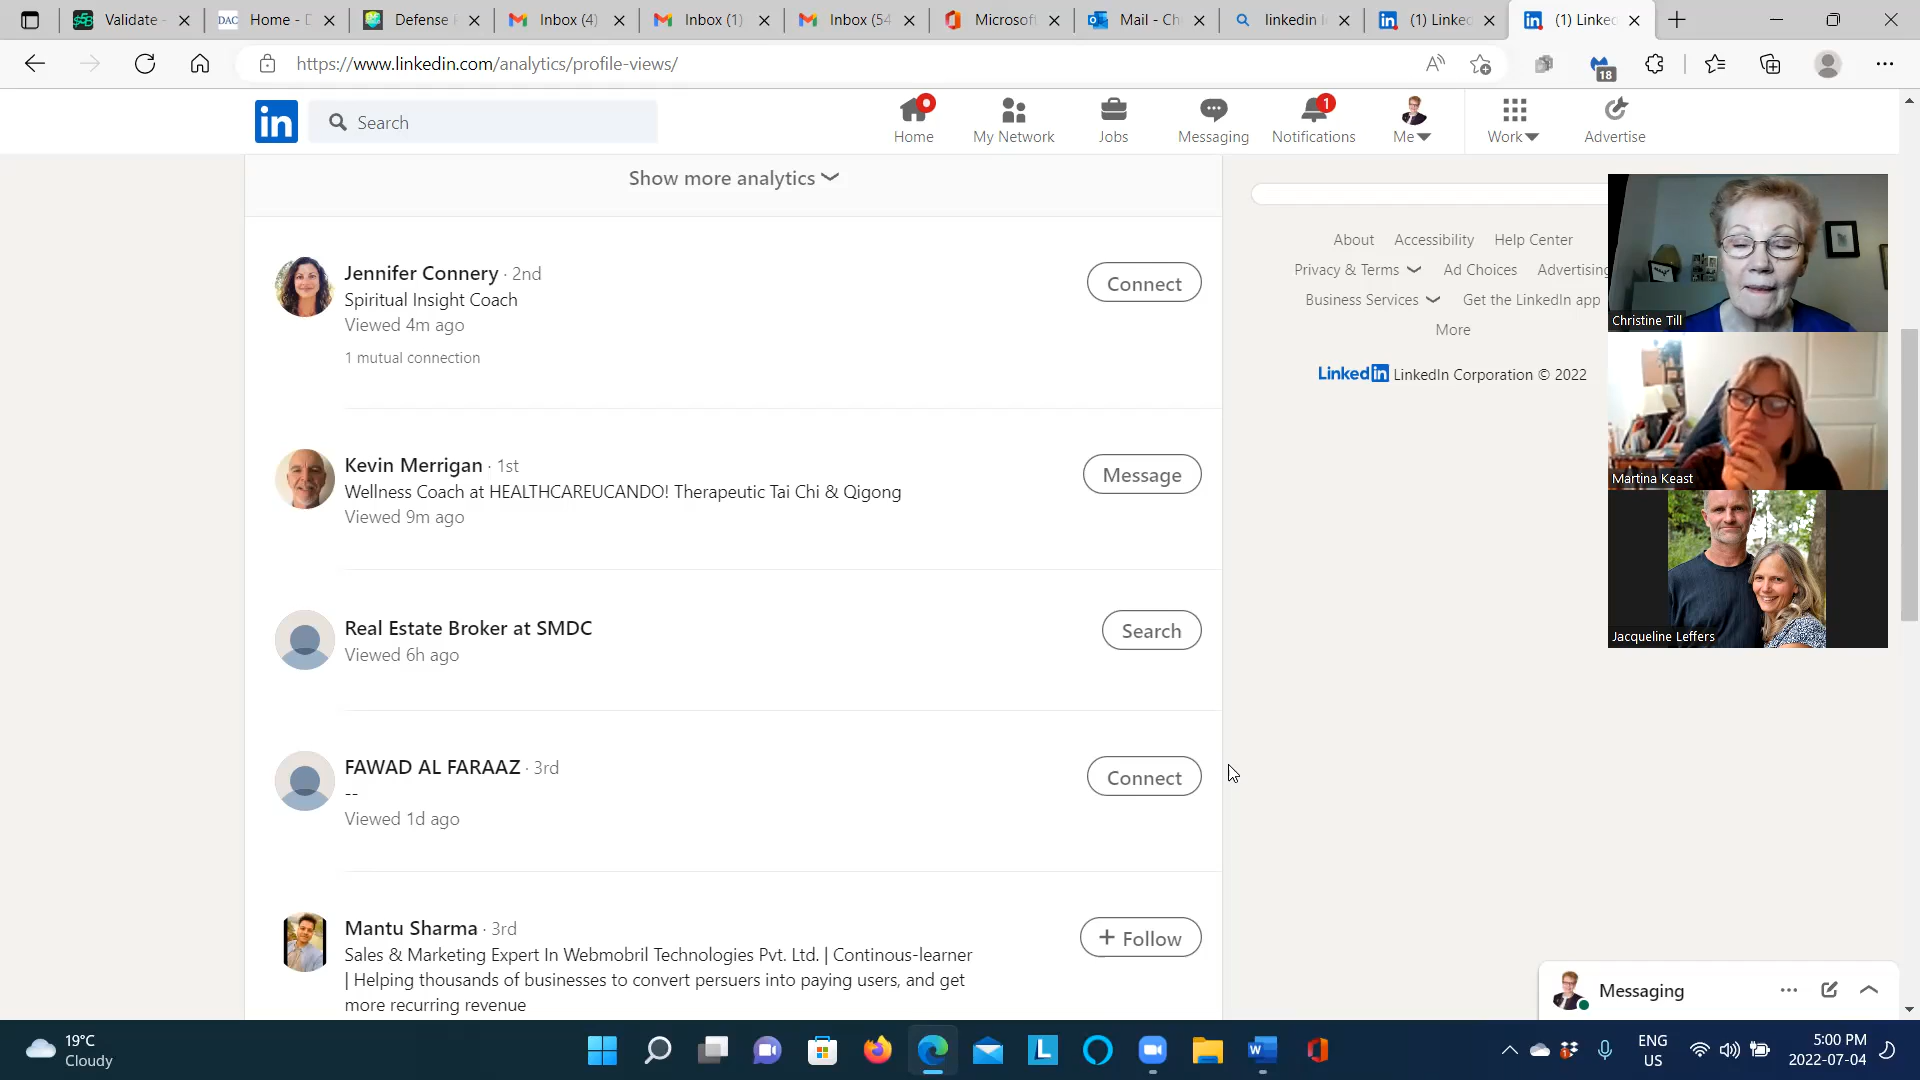 Validate -
DAC
Home - D
Defense
Inbox (4)
Inbox (1)
Inbox (54
Microsof
Mail - Ch
linkedin
(1) Linked
(1) Linked
https://www.linkedin.com/analytics/profile-views/
18
in
Search
Home
My Network
Jobs
Messaging
1
Notifications
Me
Work
Advertise
Show more analytics
Jennifer Connery · 2nd
Spiritual Insight Coach
Viewed 4m ago
1 mutual connection
Connect
Kevin Merrigan · 1st
Wellness Coach at HEALTHCAREUCANDO! Therapeutic Tai Chi & Qigong
Viewed 9m ago
Message
Real Estate Broker at SMDC
Viewed 6h ago
Search
FAWAD AL FARAAZ · 3rd
--
Viewed 1d ago
Connect
Mantu Sharma · 3rd
Sales & Marketing Expert In Webmobril Technologies Pvt. Ltd. | Continous-learner
| Helping thousands of businesses to convert persuers into paying users, and get
more recurring revenue
+ Follow
About Accessibility Help Center
Privacy & Terms Ad Choices Advertising
Business Services Get the LinkedIn app
More
LinkedIn LinkedIn Corporation © 2022
Christine Till
Martina Keast
Jacqueline Leffers
Messaging
19°C
Cloudy
L
W
ENG
US
5:00 PM
2022-07-04